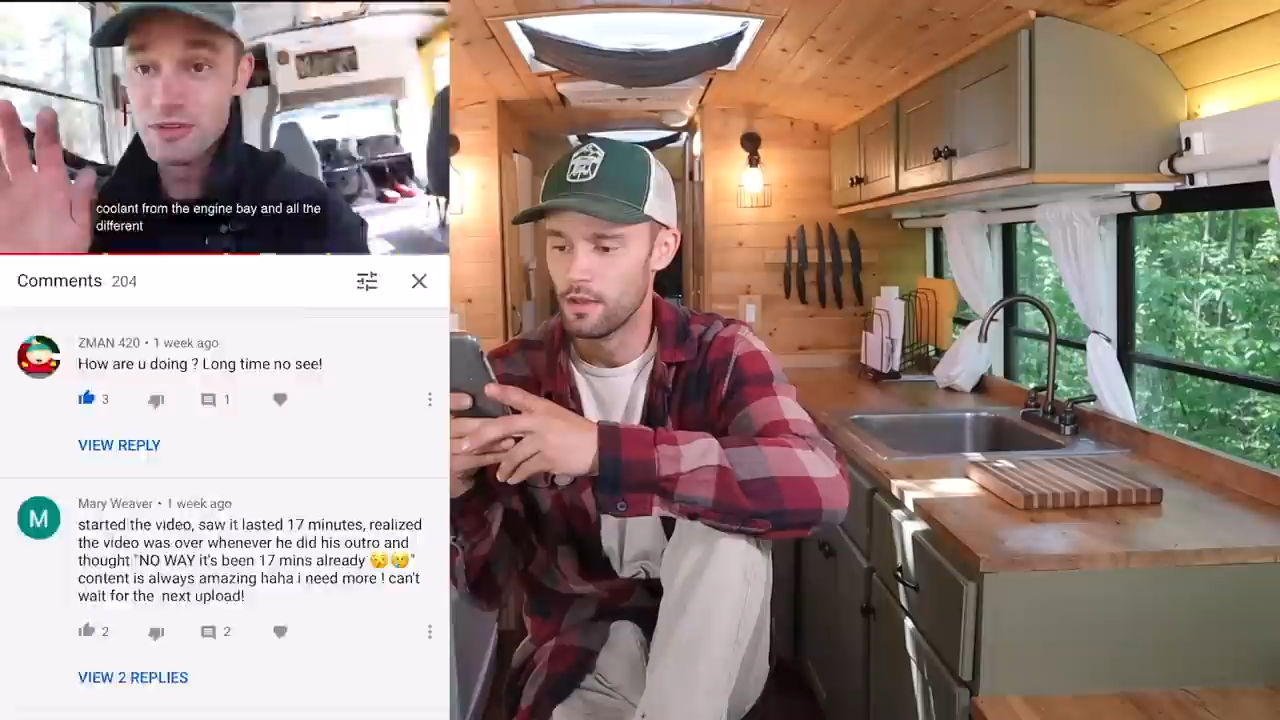 coolant from the engine bay and all the
different
Comments 204
ZMAN 420 • 1 week ago
How are u doing ? Long time no see!
3
1
VIEW REPLY
M
Mary Weaver • 1 week ago
started the video, saw it lasted 17 minutes, realized
the video was over whenever he did his outro and
thought "NO WAY it's been 17 mins already 😚😢"
content is always amazing haha i need more ! can't
wait for the next upload!
2
2
VIEW 2 REPLIES